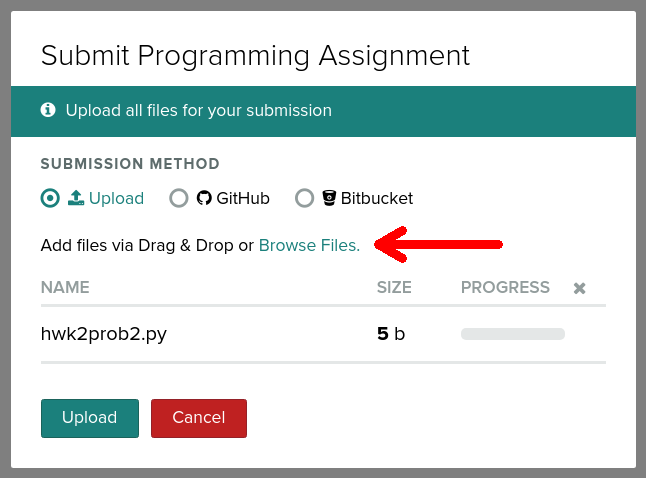 Submit Programming Assignment
Upload all files for your submission
SUBMISSION METHOD
Upload GitHub Bitbucket
Add files via Drag & Drop or Browse Files.
NAME SIZE PROGRESS
hwk2prob2.py 5 b
Upload Cancel